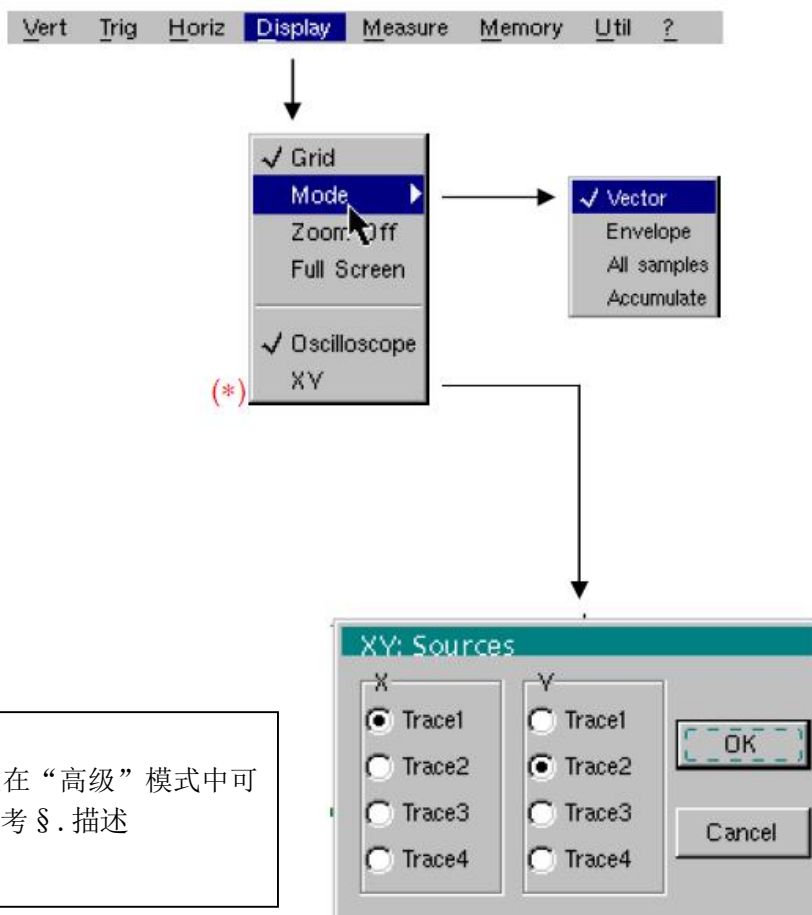 Vert Trig Horiz Display Measure Memory Util ?
Grid
Mode
Zoom Off
Full Screen
Oscilloscope
(*) XY
Vector
Envelope
All samples
Accumulate
XY: Sources
X
Trace1
Trace2
Trace3
Trace4
Y
Trace1
Trace2
Trace3
Trace4
OK
Cancel
在“高级”模式中可
考§.描述